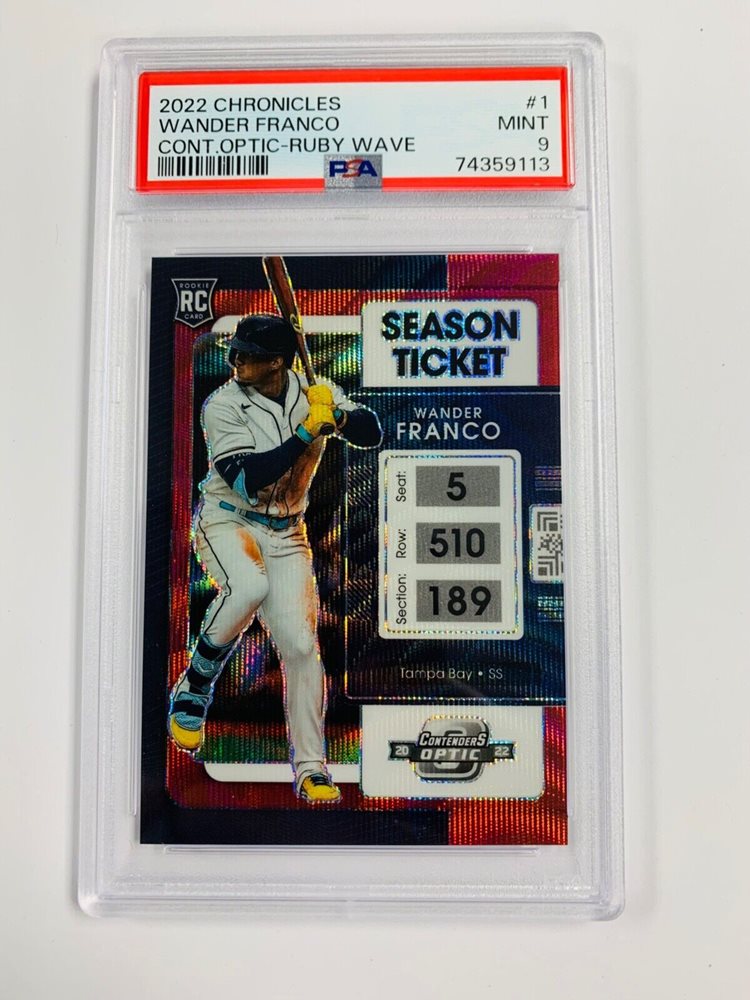 2022 CHRONICLES #1
WANDER FRANCO MINT
CONT.OPTIC-RUBY WAVE 9
PSA 74359113
ROOKIE
RC
CARD
SEASON
TICKET
WANDER
FRANCO
Seat: 5
Row: 510
Section: 189
Tampa Bay • SS
CONTENDERS
20 OPTIC 22